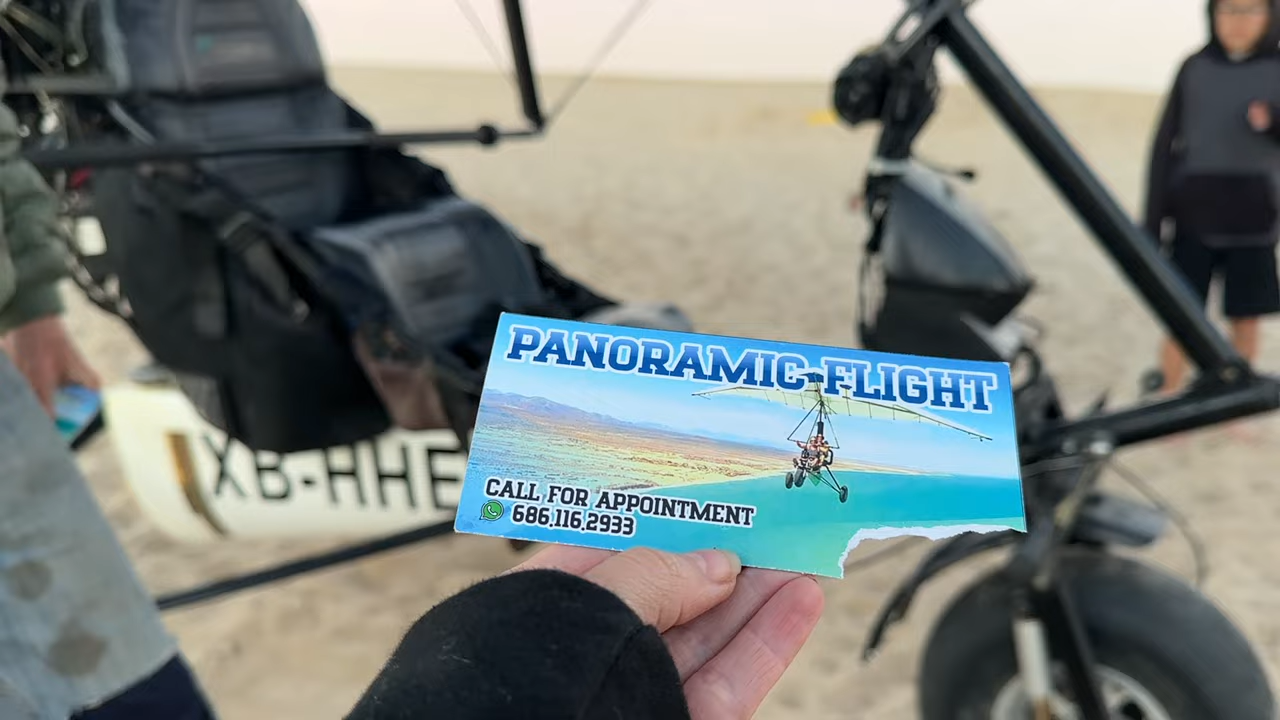 PANORAMIC FLIGHT
CALL FOR APPOINTMENT
686.116.2933
XB-HHE